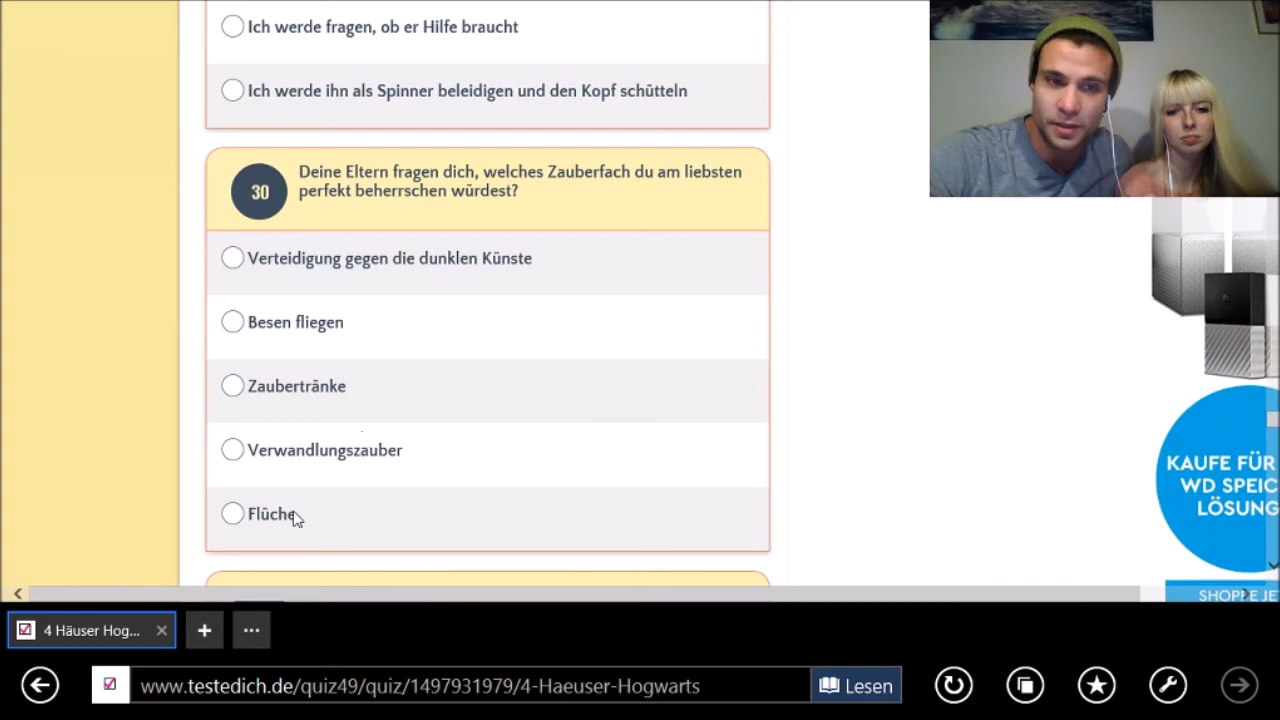 Ich werde fragen, ob er Hilfe braucht
Ich werde ihn als Spinner beleidigen und den Kopf schütteln
30
Deine Eltern fragen dich, welches Zauberfach du am liebsten
perfekt beherrschen würdest?
Verteidigung gegen die dunklen Künste
Besen fliegen
Zaubertränke
Verwandlungszauber
Flüche
KAUFE FÜR
WD SPEIC
LÖSUNG
SHOPPE JE
4 Häuser Hog...
www.testedich.de/quiz49/quiz/1497931979/4-Haeuser-Hogwarts
Lesen